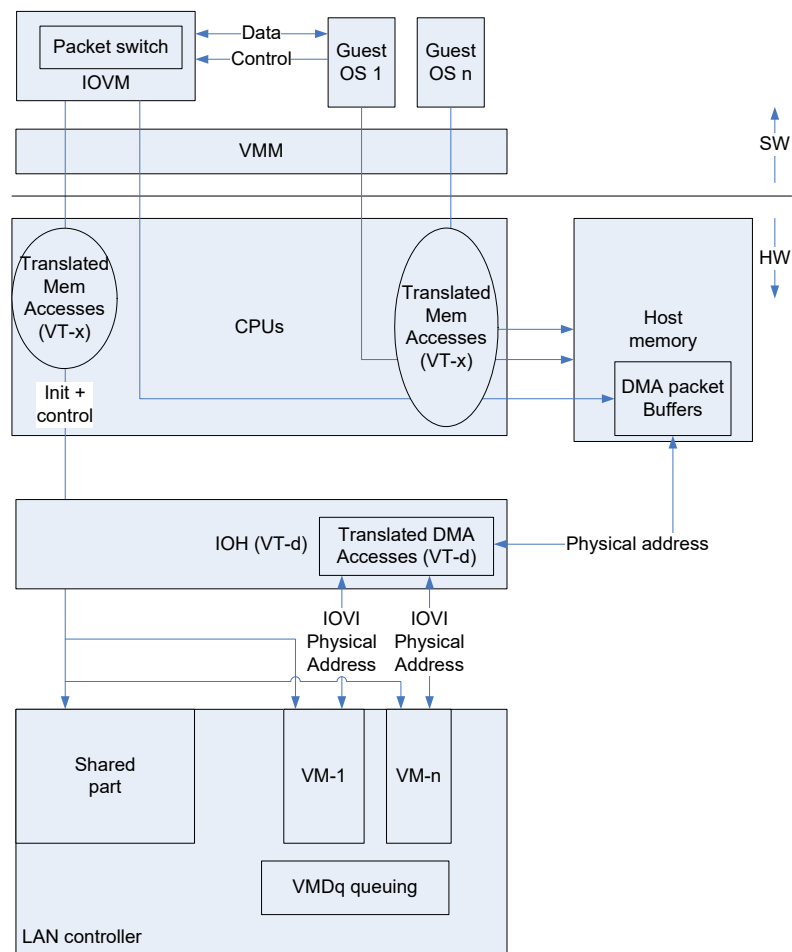 Packet switch
IOVM
Data
Control
Guest
OS 1
Guest
OS n
VMM
SW
HW
Translated
Mem
Accesses
(VT-x)
CPUs
Translated
Mem
Accesses
(VT-x)
Host
memory
DMA packet
Buffers
Init +
control
IOH (VT-d)
Translated DMA
Accesses (VT-d)
Physical address
IOVI
Physical
Address
IOVI
Physical
Address
Shared
part
VM-1
VM-n
VMDq queuing
LAN controller